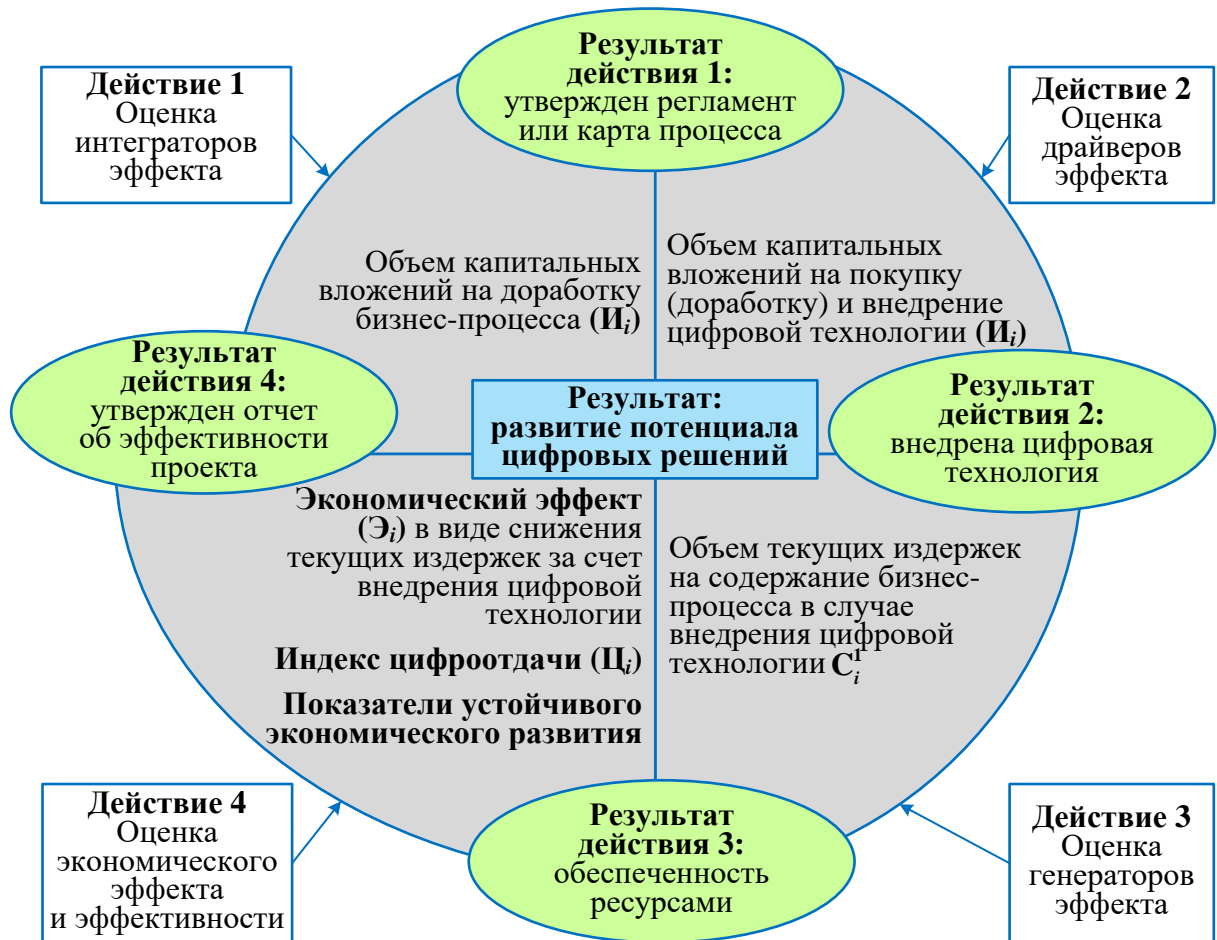 Действие 1
Оценка
интеграторов
эффекта
Результат
действия 1:
утвержден регламент
или карта процесса
Действие 2
Оценка
драйверов
эффекта
Объем капитальных
вложений на доработку
бизнес-процесса (Иi)
Объем капитальных
вложений на покупку
(доработку) и внедрение
цифровой технологии (Иi)
Результат
действия 4:
утвержден отчет
об эффективности
проекта
Результат:
развитие потенциала
цифровых решений
Результат
действия 2:
внедрена цифровая
технология
Экономический эффект
(Эi) в виде снижения
текущих издержек за счет
внедрения цифровой
технологии
Индекс цифроотдачи (Цi)
Показатели устойчивого
экономического развития
Объем текущих издержек
на содержание бизнес-
процесса в случае
внедрения цифровой
технологии С¹i
Действие 4
Оценка
экономического
эффекта
и эффективности
Результат
действия 3:
обеспеченность
ресурсами
Действие 3
Оценка
генераторов
эффекта